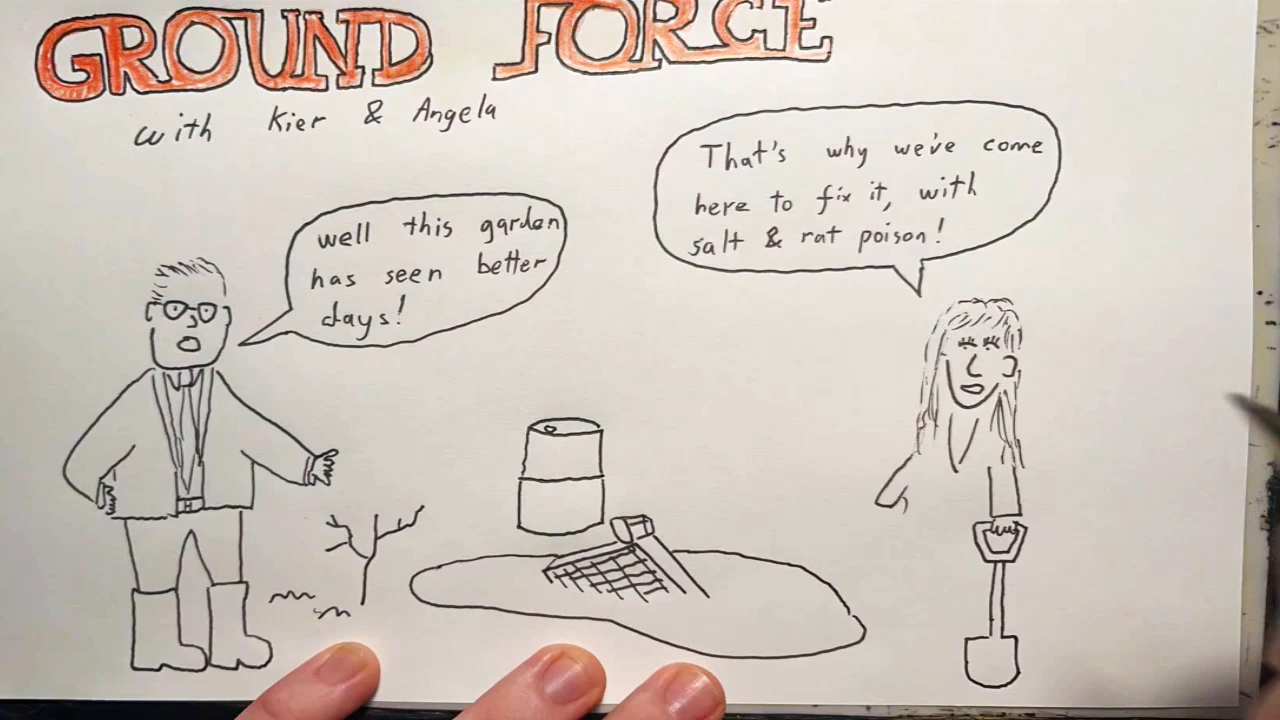 GROUND FORCE
with Kier & Angela
well this garden
has seen better
days!
That's why we've come
here to fix it, with
salt & rat poison!